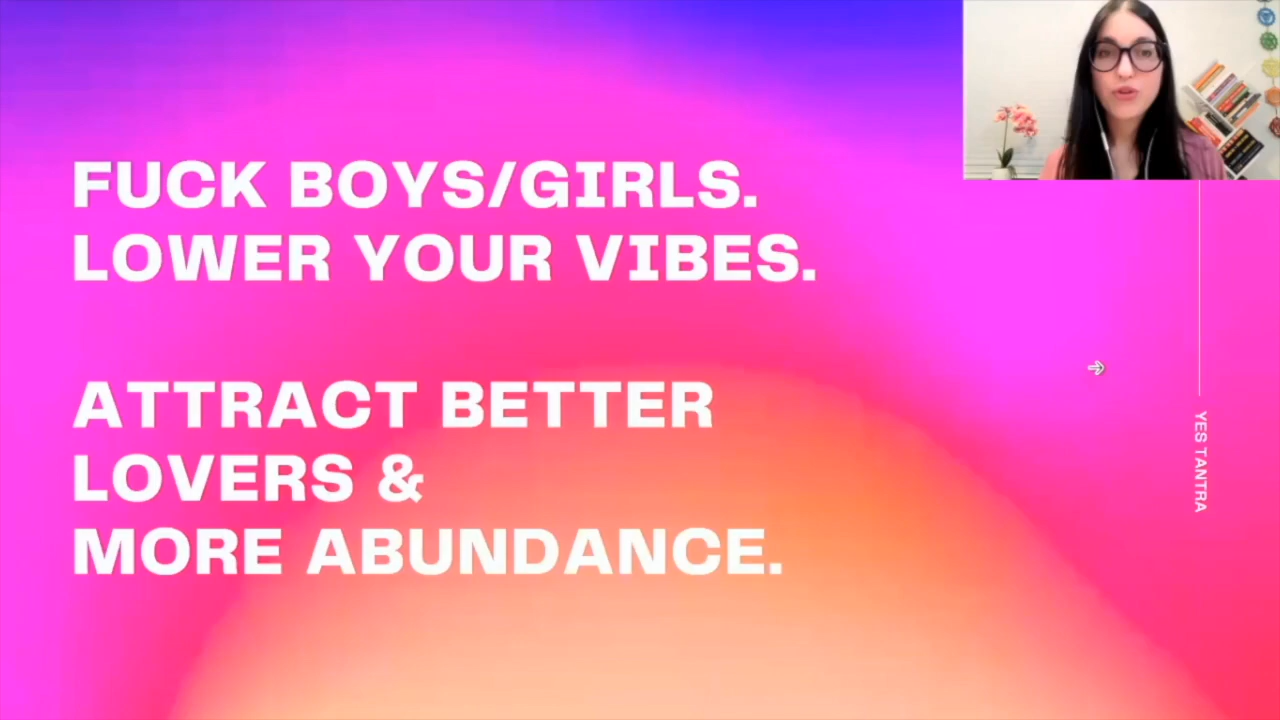 FUCK BOYS/GIRLS.
LOWER YOUR VIBES.
ATTRACT BETTER
LOVERS &
MORE ABUNDANCE.
YES TANTRA